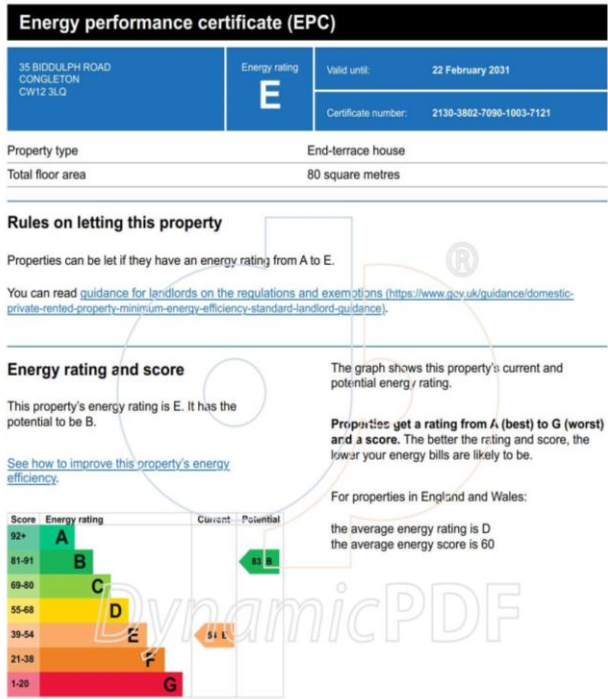 Energy performance certificate (EPC)
35 BIDDULPH ROAD
CONGLETON
CW12 3LQ
Energy rating
E
Valid until:
22 February 2031
Certificate number:
2130-3802-7090-1003-7121
Property type
End-terrace house
Total floor area
80 square metres
Rules on letting this property
Properties can be let if they have an energy rating from A to E.
You can read guidance for landlords on the regulations and exemptions (https://www.gov.uk/guidance/domestic-
private-rented-property-minimum-energy-efficiency-standard-landlord-guidance).
Energy rating and score
This property's energy rating is E. It has the
potential to be B.
See how to improve this property's energy
efficiency.
The graph shows this property's current and
potential energy rating.
Properties get a rating from A (best) to G (worst)
and a score. The better the rating and score, the
lower your energy bills are likely to be.
For properties in England and Wales:
the average energy rating is D
the average energy score is 60
Score Energy rating Current Potential
92+ A
81-91 B 83 B
69-80 C
55-68 D
39-54 E 54 E
21-38 F
1-20 G
DynamicPDF
®